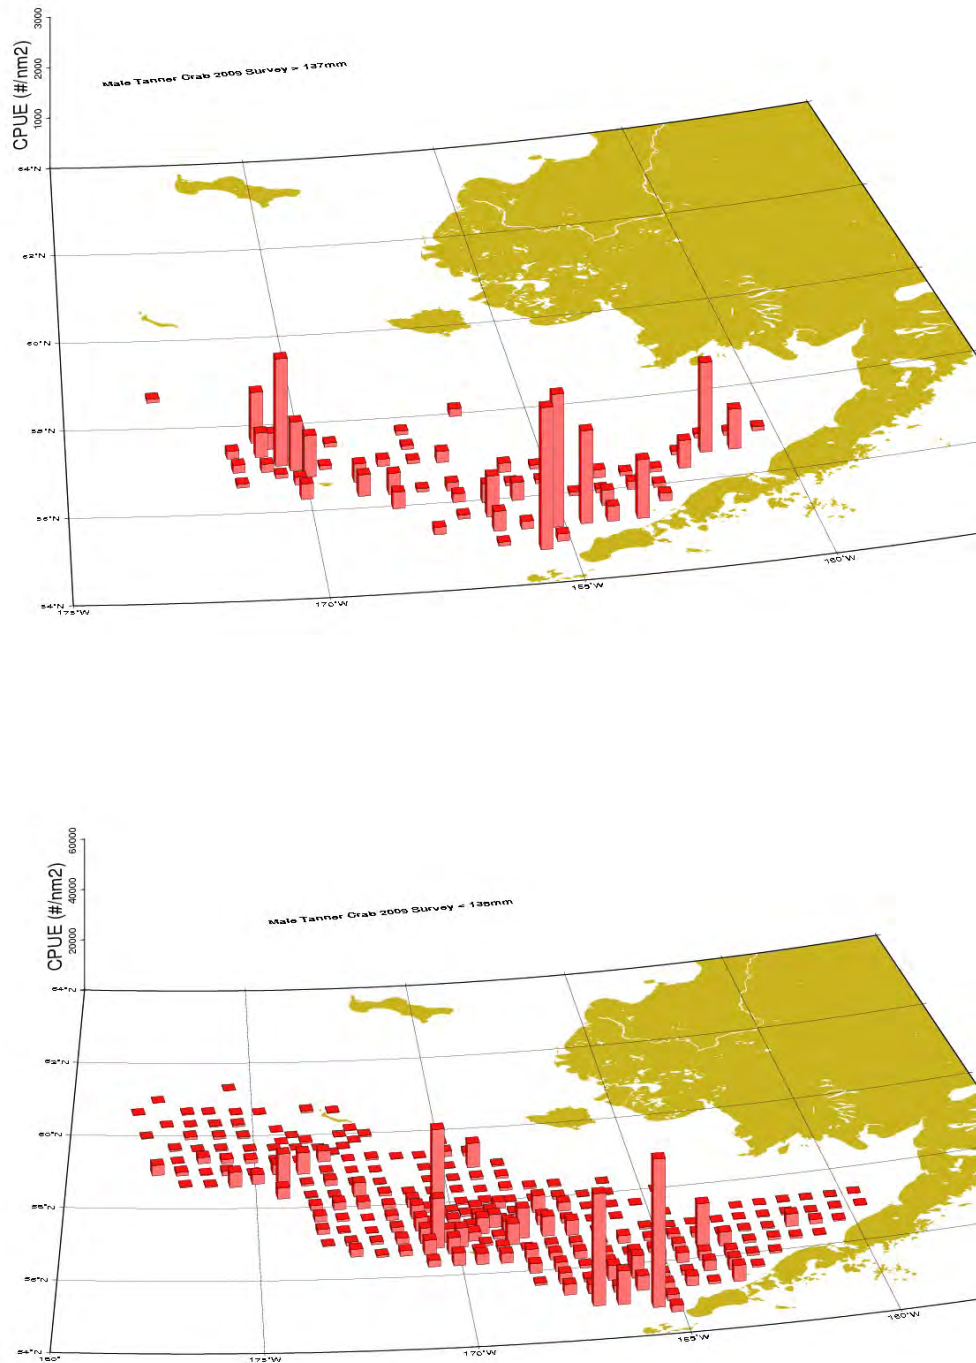 3000
2000
1000
CPUE (#/nm2)
Male Tanner Crab 2009 Survey > 137mm
64°N
62°N
60°N
58°N
56°N
54°N
175°W
170°W
165°W
160°W
60000
40000
20000
CPUE (#/nm2)
Male Tanner Crab 2009 Survey < 138mm
64°N
62°N
60°N
58°N
56°N
54°N
180°
175°W
170°W
165°W
160°W